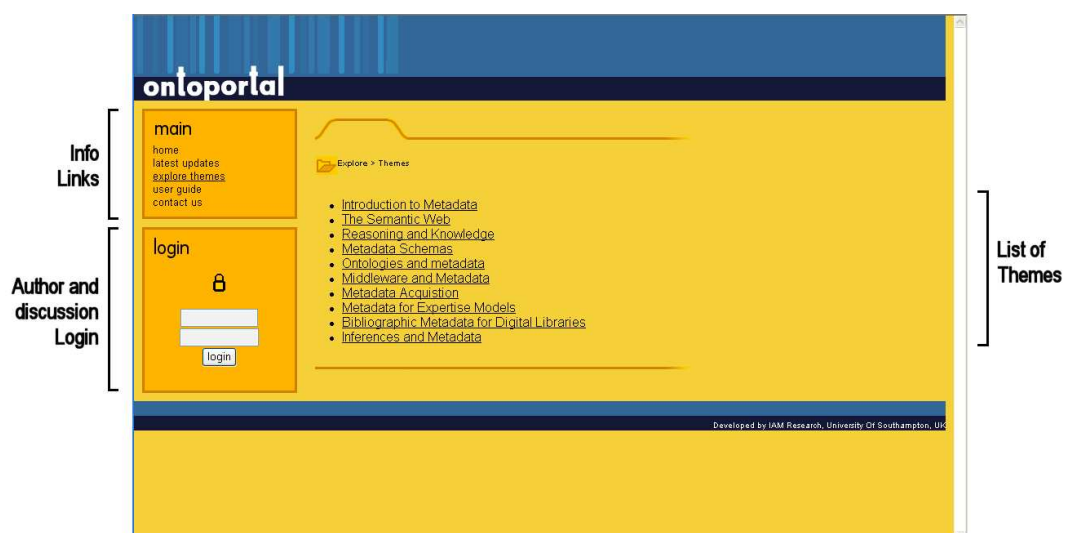 ontoportal
Info
Links
main
home
latest updates
explore themes
user guide
contact us
Author and
discussion
Login
login
login
Explore > Themes
Introduction to Metadata
The Semantic Web
Reasoning and Knowledge
Metadata Schemas
Ontologies and metadata
Middleware and Metadata
Metadata Acquistion
Metadata for Expertise Models
Bibliographic Metadata for Digital Libraries
Inferences and Metadata
List of
Themes
Developed by IAM Research, University Of Southampton, UK